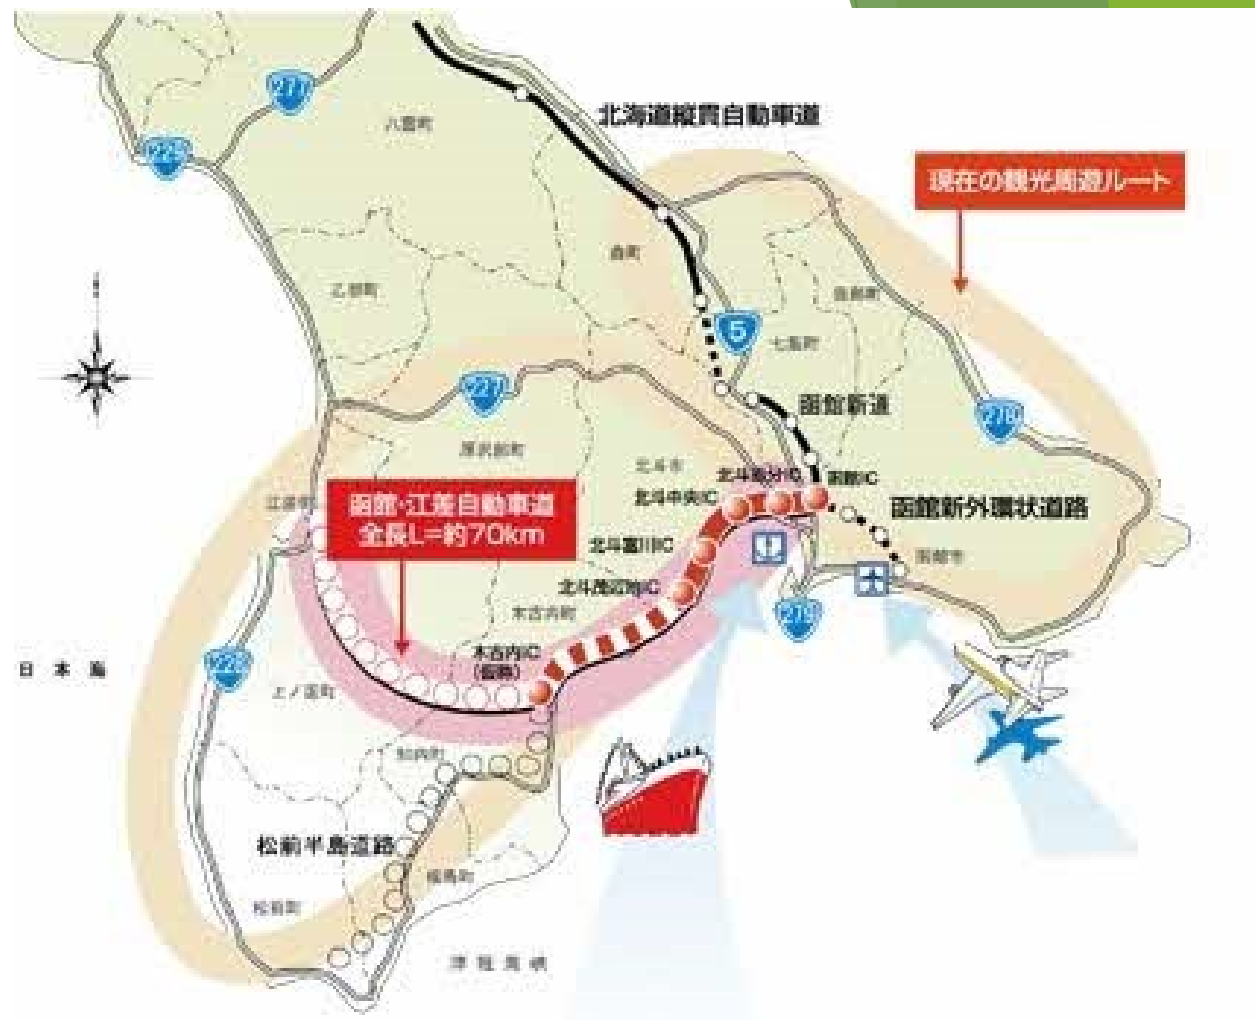 277
北海道縦貫自動車道
八雲町
229
現在の観光周遊ルート
森町
乙部町
鹿部町
5
七飯町
227
函館新道
278
厚沢部町
北斗市
北斗追分IC
函館IC
江差町
北斗中央IC
函館・江差自動車道
全長L=約70km
函館新外環状道路
北斗富川IC
函館市
北斗茂辺地IC
木古内町
279
木古内IC
(仮称)
228
日本海
上ノ国町
知内町
松前半島道路
福島町
松前町
津軽海峡